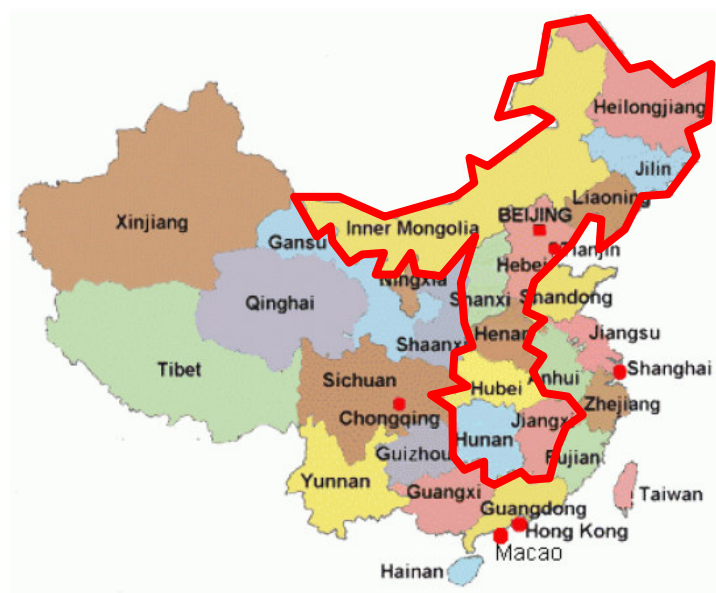 Heilongjiang
Jilin
Liaoning
BEIJING
Xinjiang
Inner Mongolia
Gansu
Tianjin
Hebei
Ningxia
Qinghai
Shanxi
Shandong
Henan
Jiangsu
Shaanxi
Tibet
Shanghai
Sichuan
Anhui
Hubei
Zhejiang
Chongqing
Jiangxi
Hunan
Guizhou
Fujian
Yunnan
Guangxi
Taiwan
Guangdong
Hong Kong
Macao
Hainan